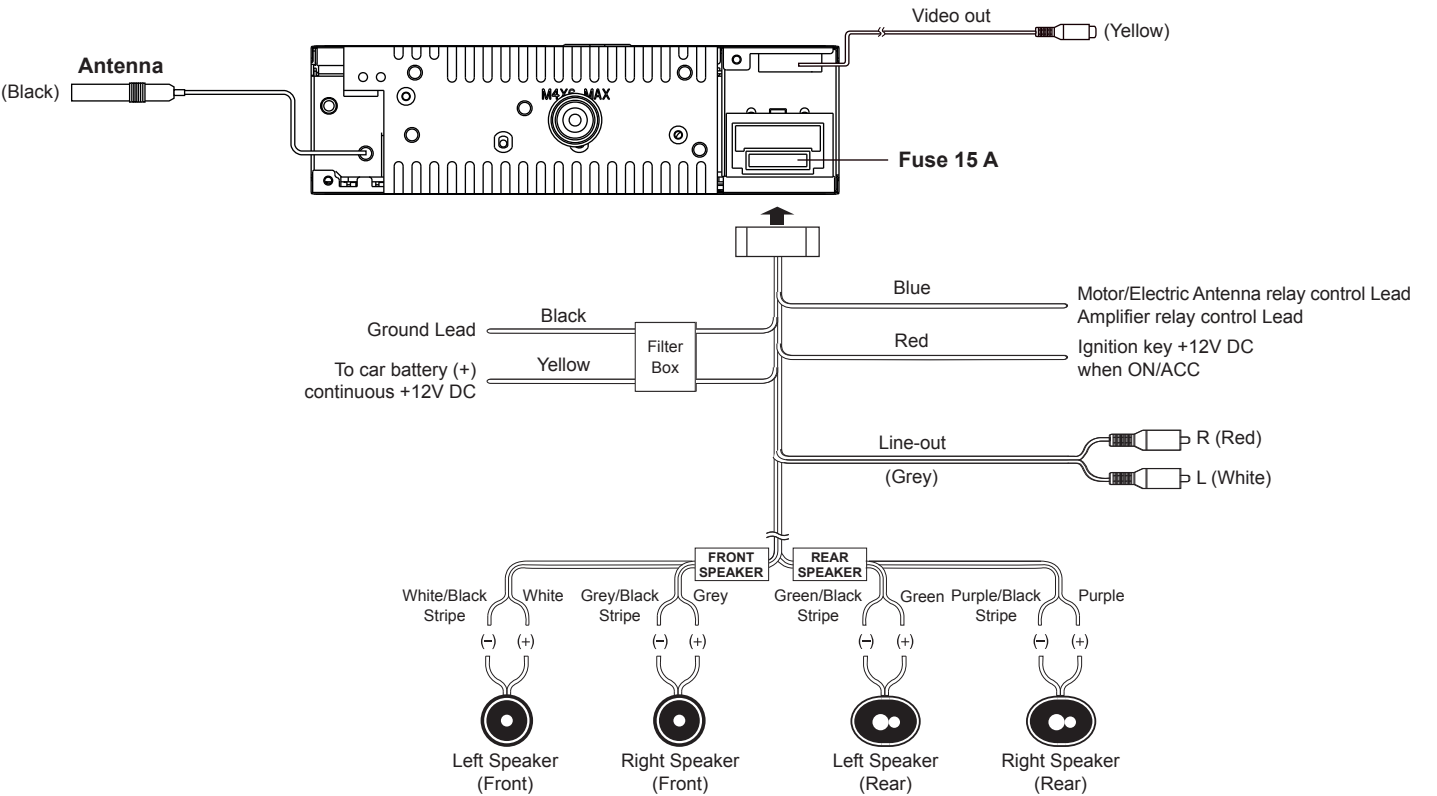 Video out
(Yellow)
Antenna
(Black)
M4X6 MAX
Fuse 15 A
Blue
Motor/Electric Antenna relay control Lead
Amplifier relay control Lead
Black
Ground Lead
Filter
Box
Red
Ignition key +12V DC
when ON/ACC
Yellow
To car battery (+)
continuous +12V DC
Line-out
(Grey)
R (Red)
L (White)
FRONT
SPEAKER
REAR
SPEAKER
White/Black
Stripe
White
Grey/Black
Stripe
Grey
Green/Black
Stripe
Green
Purple/Black
Stripe
Purple
(−)
(+)
(−)
(+)
(−)
(+)
(−)
(+)
Left Speaker
(Front)
Right Speaker
(Front)
Left Speaker
(Rear)
Right Speaker
(Rear)